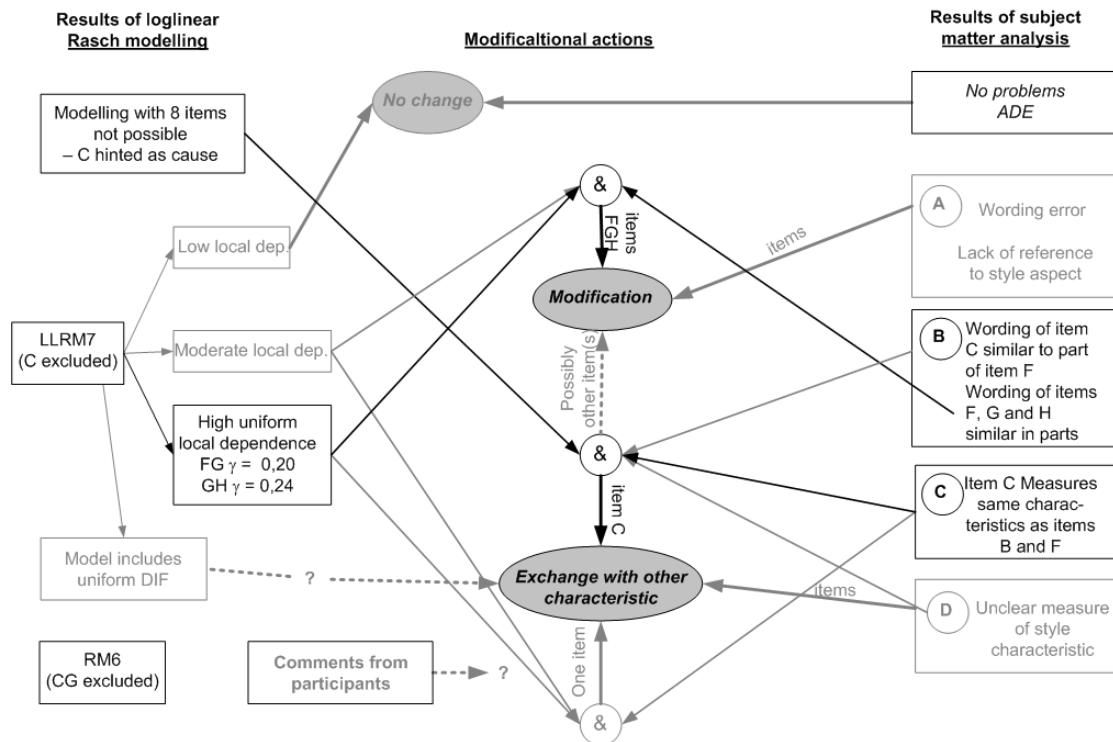 Results of loglinear
Rasch modelling
Modificaltional actions
Results of subject
matter analysis
Modelling with 8 items
not possible
– C hinted as cause
No change
No problems
ADE
&
items
FGH
A
Wording error
Lack of reference
to style aspect
items
Low local dep.
Modification
LLRM7
(C excluded)
Moderate local dep.
Possibly
other item(s)
B
Wording of item
C similar to part
of item F
Wording of items
F, G and H
similar in parts
High uniform
local dependence
FG γ = 0,20
GH γ = 0,24
&
item C
C
Item C Measures
same charac-
teristics as items
B and F
Model includes
uniform DIF
?
Exchange with other
characteristic
items
D
Unclear measure
of style
characteristic
RM6
(CG excluded)
Comments from
participants
?
One item
&